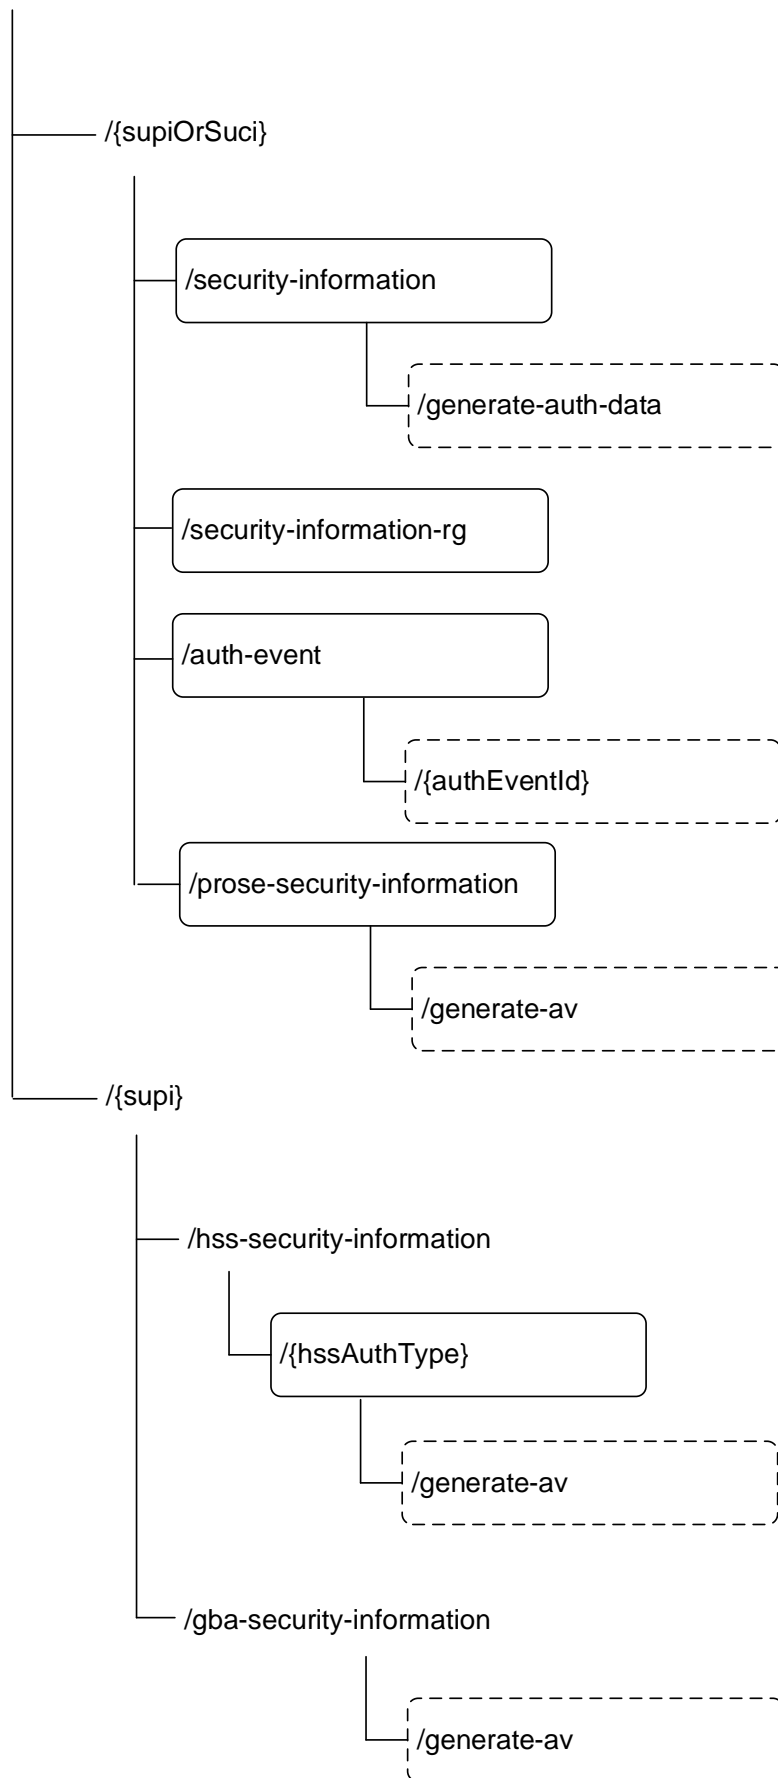 /{supiOrSuci}
/security-information
/generate-auth-data
/security-information-rg
/auth-event
/{authEventId}
/prose-security-information
/generate-av
/{supi}
/hss-security-information
/{hssAuthType}
/generate-av
/gba-security-information
/generate-av